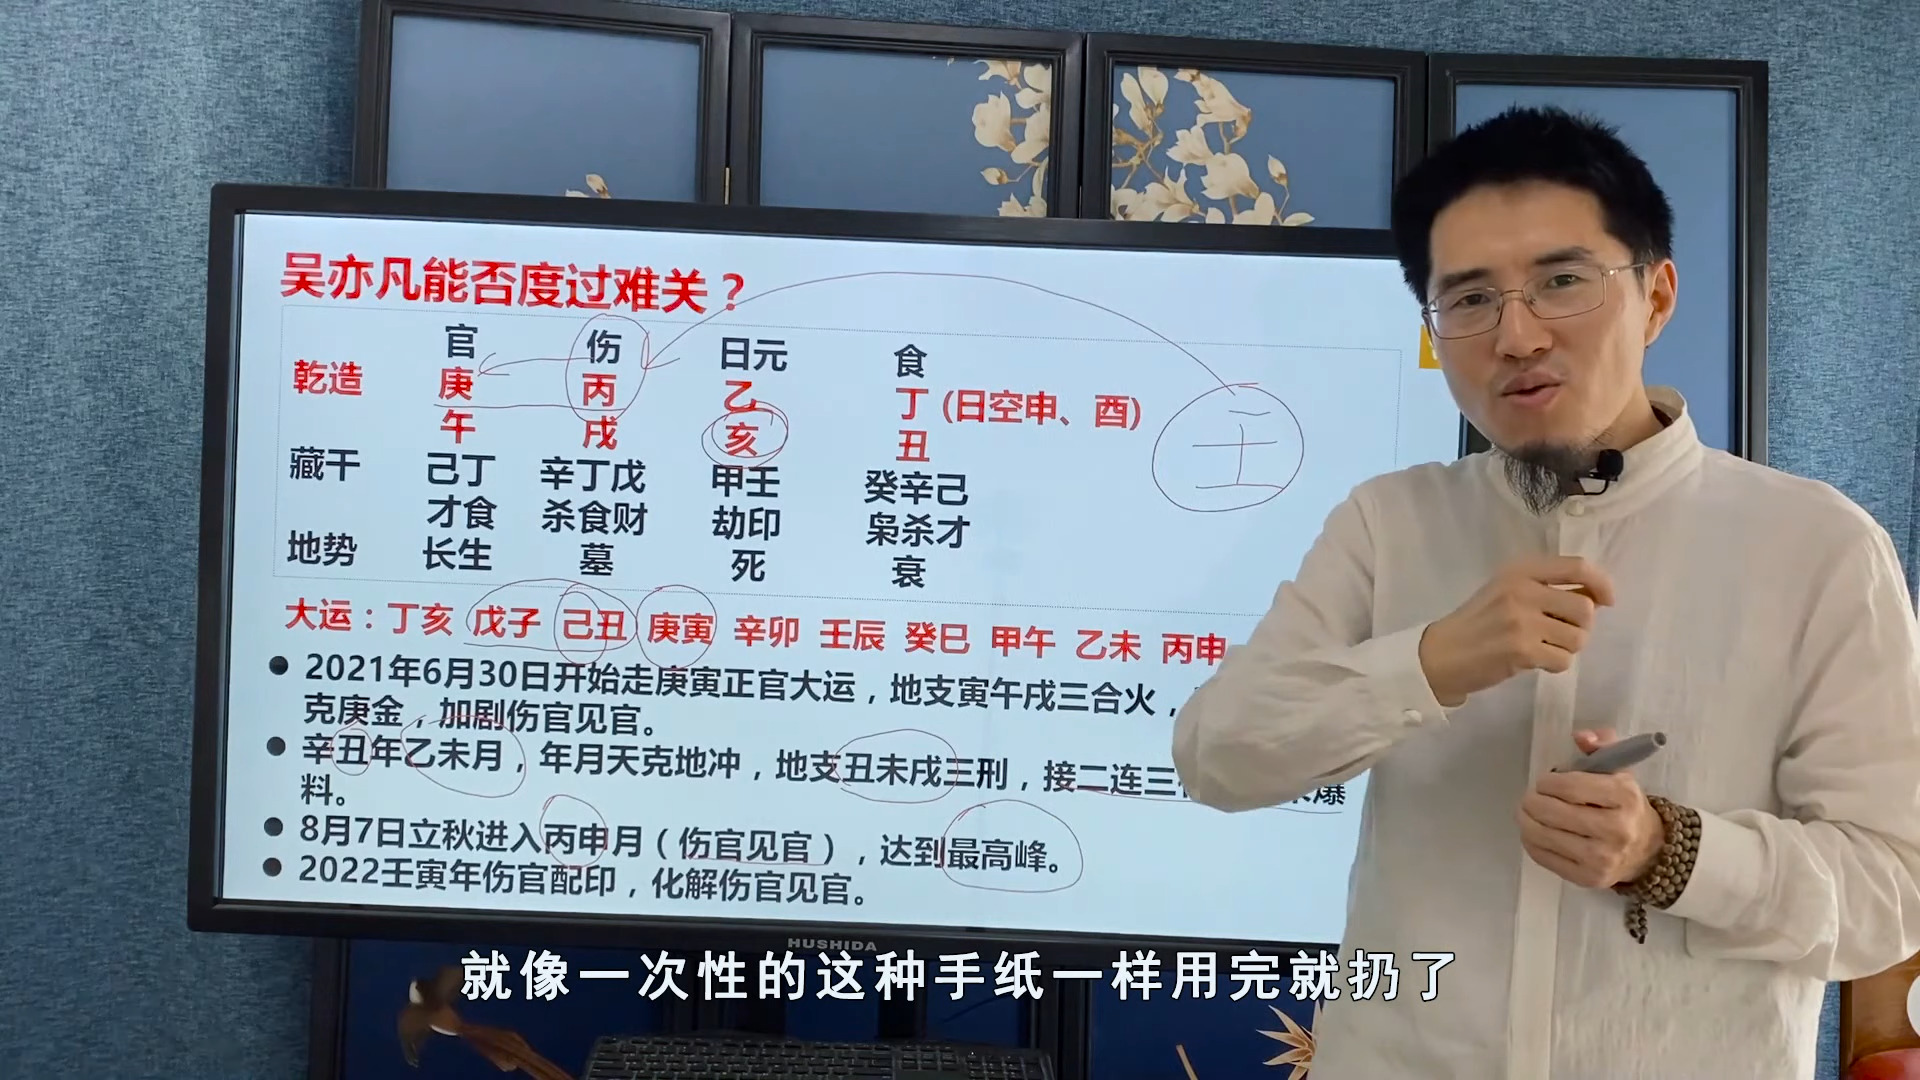 吴亦凡能否度过难关？
官 伤 日元 食
乾造 庚 丙 乙 丁 (日空申、酉)
午 戌 亥 丑
壬
藏干 己丁 辛丁戊 甲壬 癸辛己
才食 杀食财 劫印 枭杀才
地势 长生 墓 死 衰
大运：丁亥 戊子 己丑 庚寅 辛卯 壬辰 癸巳 甲午 乙未 丙申
● 2021年6月30日开始走庚寅正官大运，地支寅午戌三合火，
克庚金，加剧伤官见官。
● 辛丑年乙未月，年月天克地冲，地支丑未戌三刑，接二连三 爆
料。
● 8月7日立秋进入丙申月（伤官见官），达到最高峰。
● 2022壬寅年伤官配印，化解伤官见官。
HUSHIDA
就像一次性的这种手纸一样用完就扔了